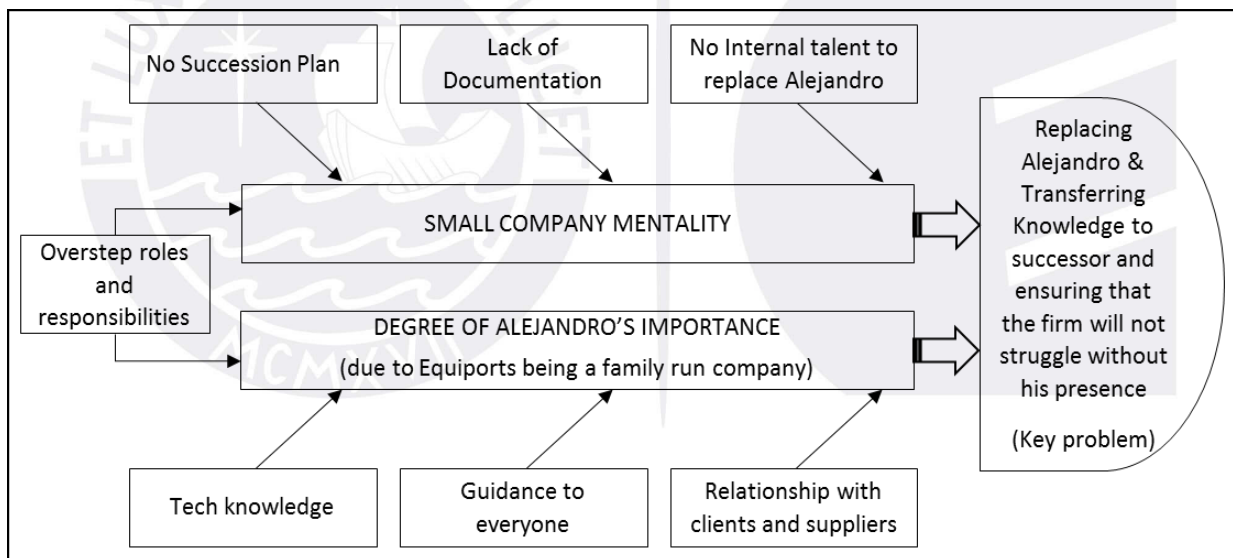 No Succession Plan
Lack of
Documentation
No Internal talent to
replace Alejandro
SMALL COMPANY MENTALITY
Overstep roles
and
responsibilities
DEGREE OF ALEJANDRO'S IMPORTANCE
(due to Equiports being a family run company)
Tech knowledge
Guidance to
everyone
Relationship with
clients and suppliers
Replacing
Alejandro &
Transferring
Knowledge to
successor and
ensuring that
the firm will not
struggle without
his presence
(Key problem)